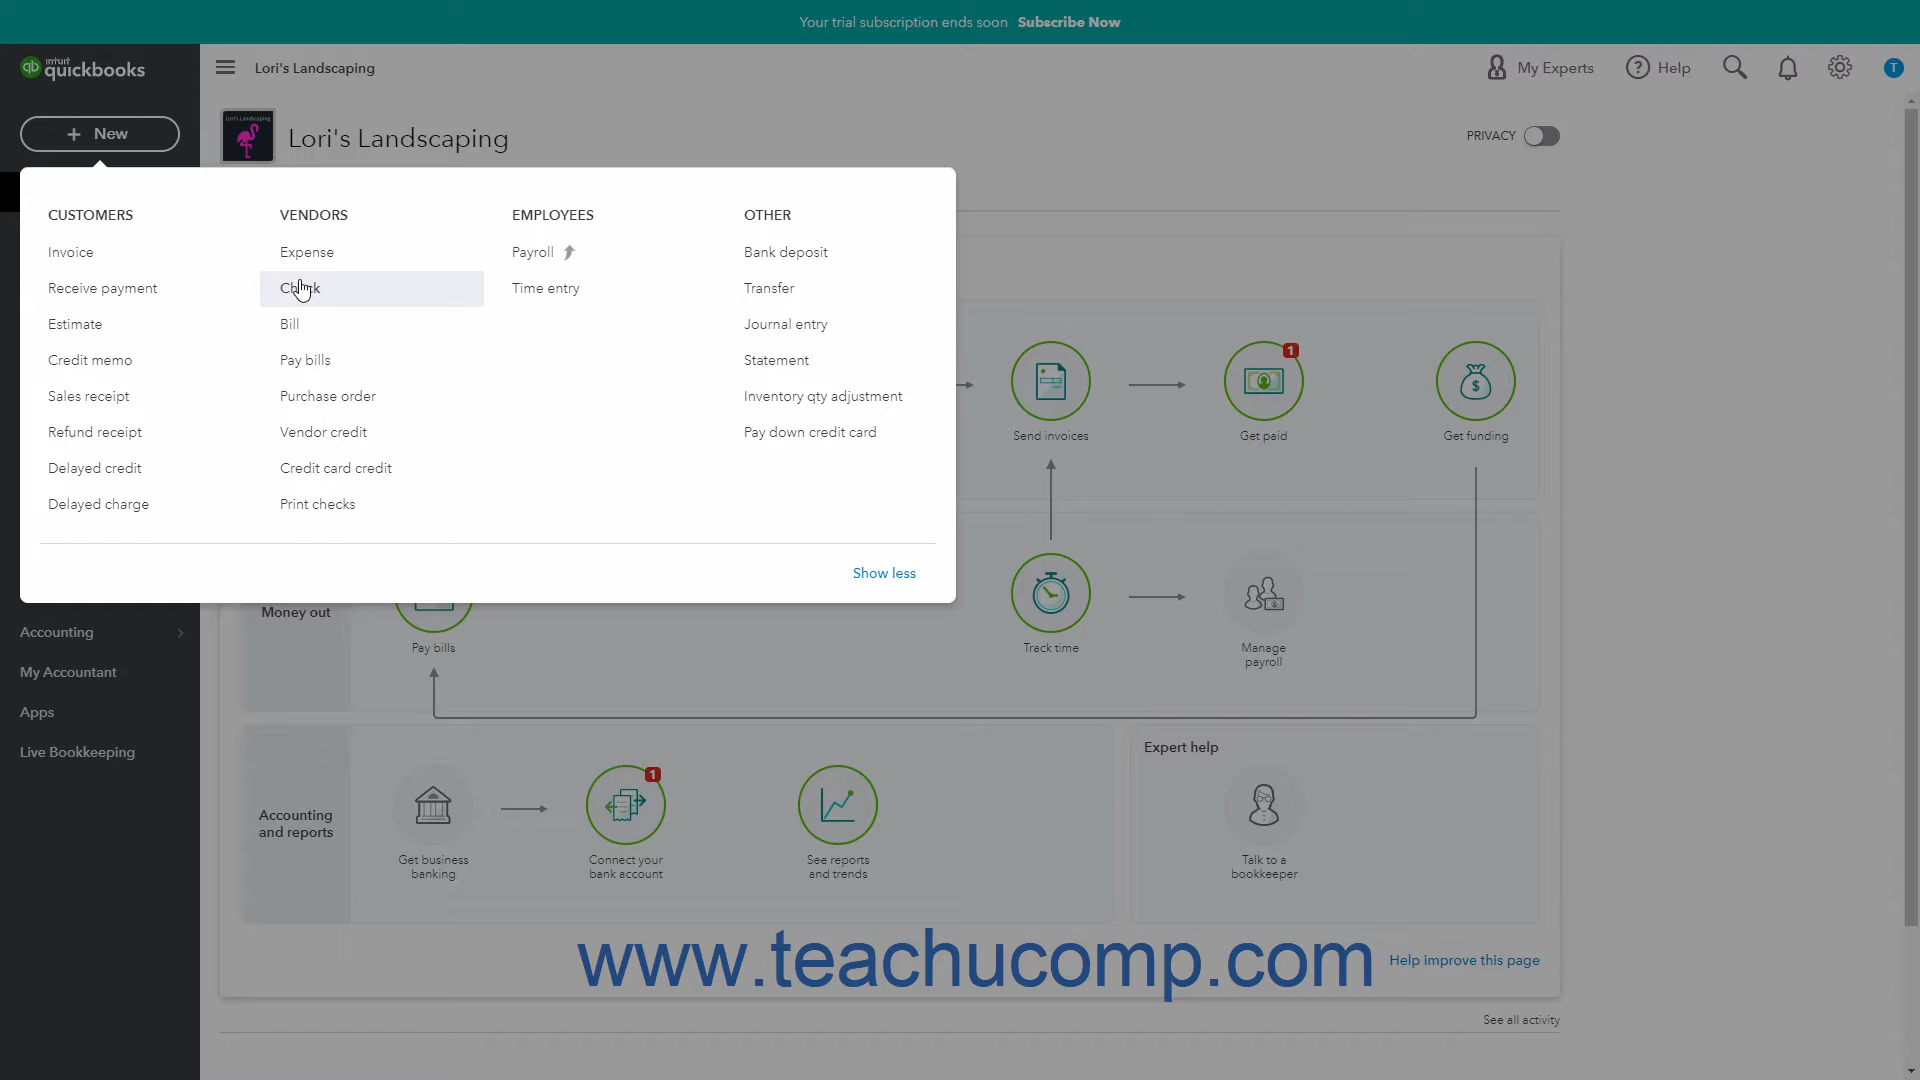 Your trial subscription ends soon Subscribe Now
intuit
quickbooks
Lori's Landscaping
My Experts
Help
T
+ New
Lori's Landscaping
Lori's Landscaping
PRIVACY
CUSTOMERS
Invoice
Receive payment
Estimate
Credit memo
Sales receipt
Refund receipt
Delayed credit
Delayed charge
VENDORS
Expense
Check
Bill
Pay bills
Purchase order
Vendor credit
Credit card credit
Print checks
EMPLOYEES
Payroll
Time entry
OTHER
Bank deposit
Transfer
Journal entry
Statement
Inventory qty adjustment
Pay down credit card
Show less
Accounting
My Accountant
Apps
Live Bookkeeping
Send invoices
1
Get paid
$
Get funding
Money out
Pay bills
Track time
Manage
payroll
Accounting
and reports
Get business
banking
1
Connect your
bank account
See reports
and trends
Expert help
Talk to a
bookkeeper
www.teachucomp.com
Help improve this page
See all activity